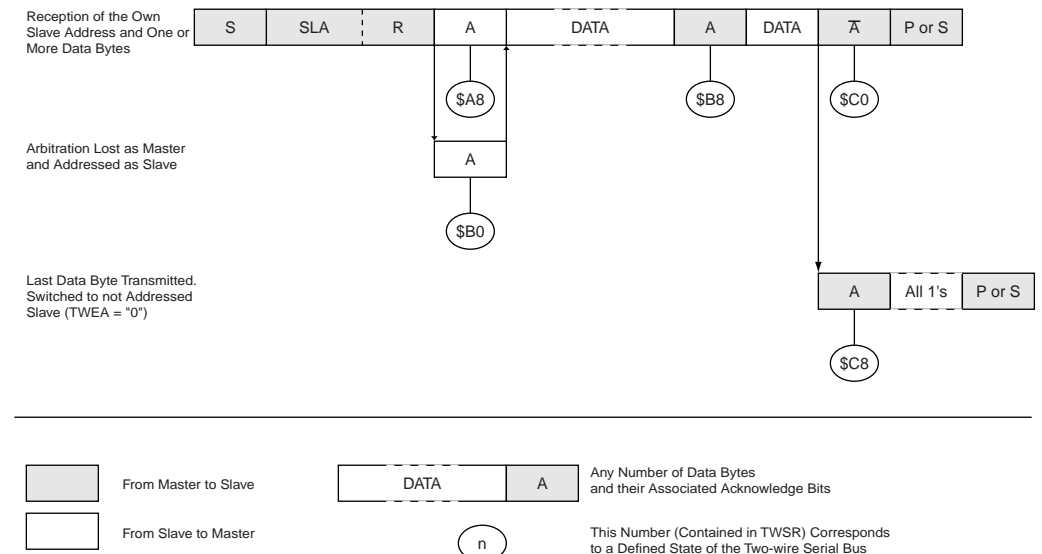 Reception of the Own
Slave Address and One or
More Data Bytes
S SLA R A DATA A DATA A̅ P or S
$A8 $B8 $C0
Arbitration Lost as Master
and Addressed as Slave
A
$B0
Last Data Byte Transmitted.
Switched to not Addressed
Slave (TWEA = "0")
A All 1's P or S
$C8
From Master to Slave
DATA A
Any Number of Data Bytes
and their Associated Acknowledge Bits
From Slave to Master
n
This Number (Contained in TWSR) Corresponds
to a Defined State of the Two-wire Serial Bus